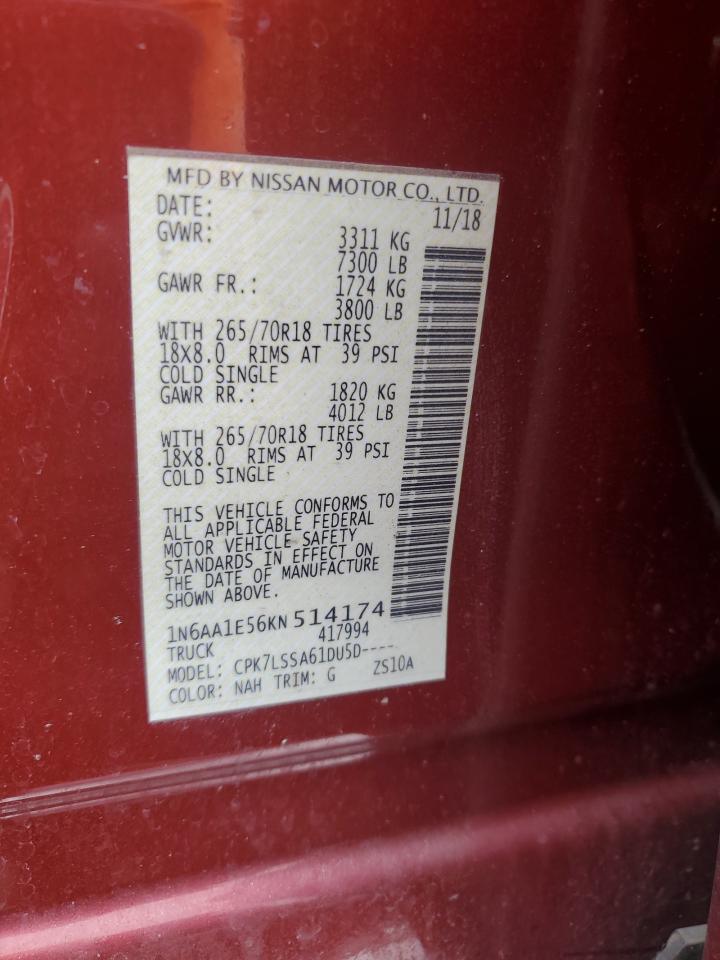 MFD BY NISSAN MOTOR CO., LTD.
DATE: 11/18
GVWR: 3311 KG
7300 LB
GAWR FR.: 1724 KG
3800 LB
WITH 265/70R18 TIRES
18X8.0 RIMS AT 39 PSI
COLD SINGLE
GAWR RR.: 1820 KG
4012 LB
WITH 265/70R18 TIRES
18X8.0 RIMS AT 39 PSI
COLD SINGLE
THIS VEHICLE CONFORMS TO
ALL APPLICABLE FEDERAL
MOTOR VEHICLE SAFETY
STANDARDS IN EFFECT ON
THE DATE OF MANUFACTURE
SHOWN ABOVE.
1N6AA1E56KN 514174
TRUCK 417994
MODEL: CPK7LSSA61DU5D----
COLOR: NAH TRIM: G ZS10A